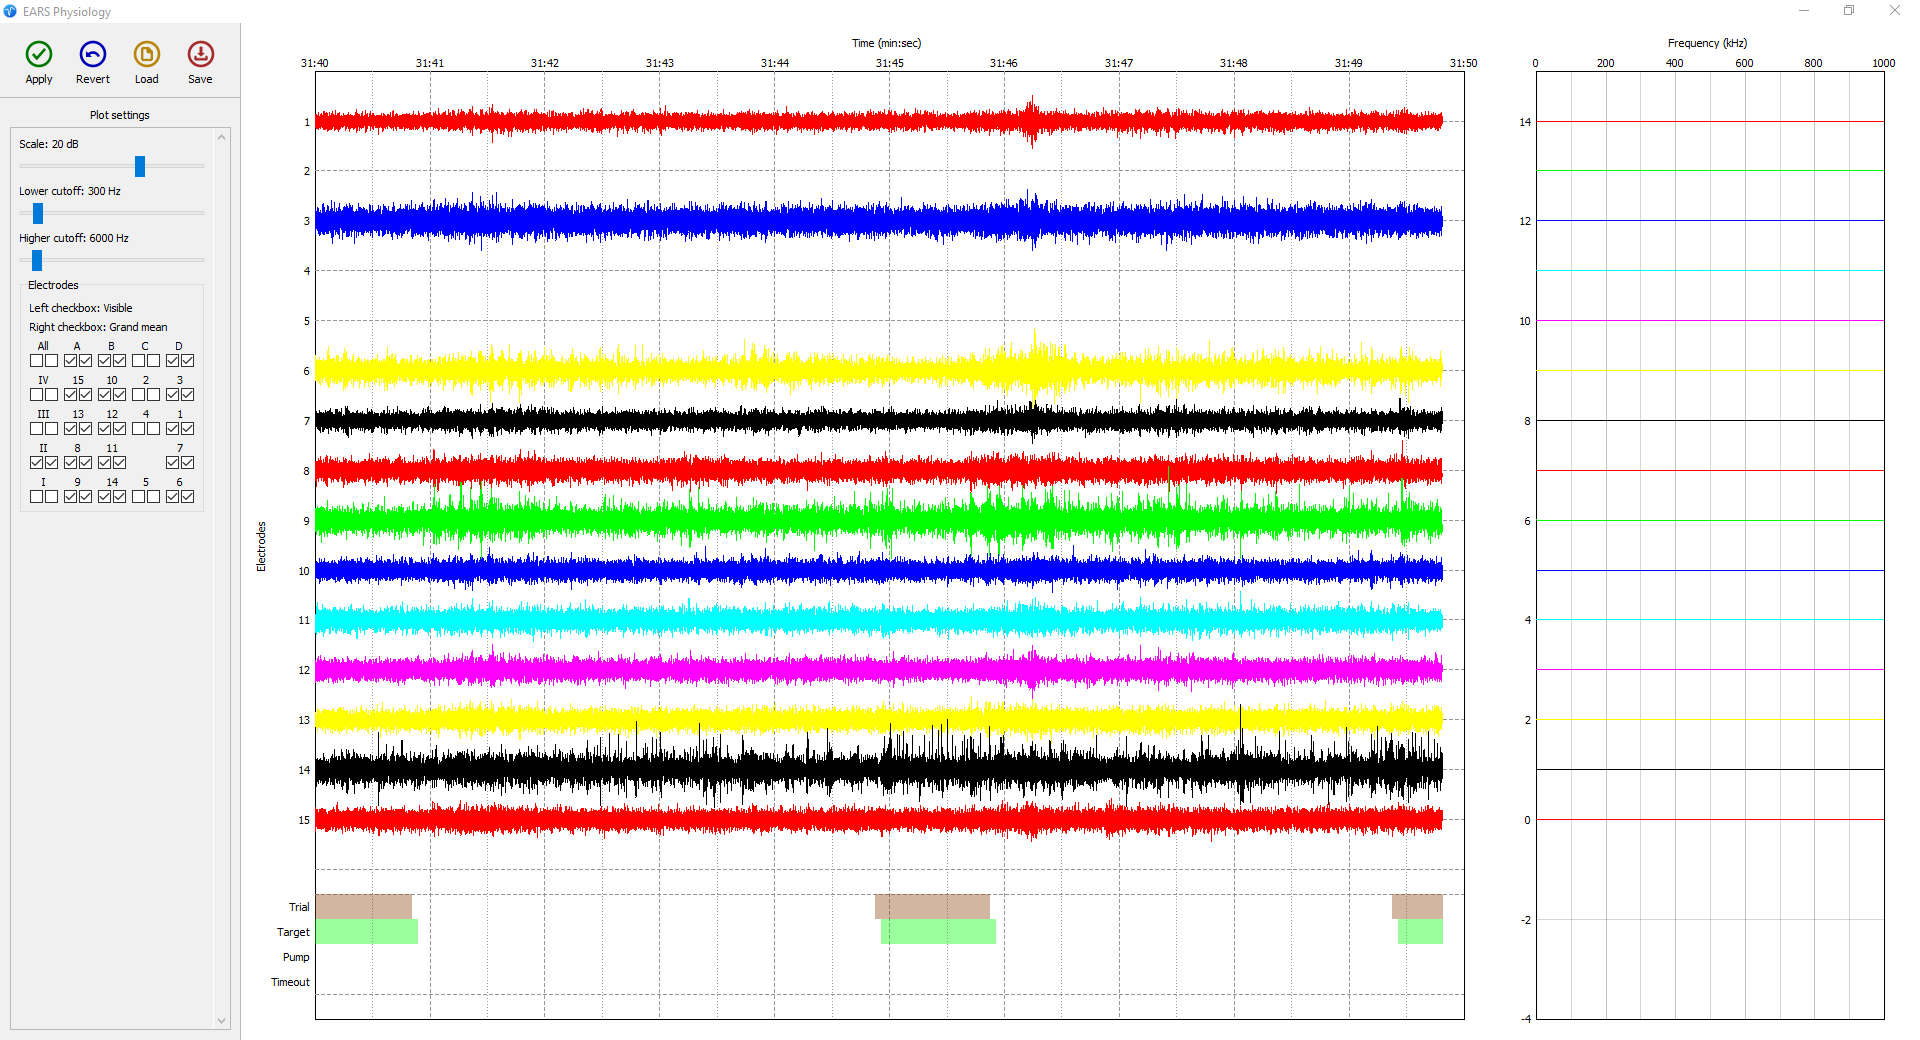 EARS Physiology
Apply Revert Load Save
Plot settings
Scale: 20 dB
Lower cutoff: 300 Hz
Higher cutoff: 6000 Hz
Electrodes
Left checkbox: Visible
Right checkbox: Grand mean
All A B C D
IV 15 10 2 3
III 13 12 4 1
II 8 11 7
I 9 14 5 6
Time (min:sec)
31:40 31:41 31:42 31:43 31:44 31:45 31:46 31:47 31:48 31:49 31:50
Electrodes
1
2
3
4
5
6
7
8
9
10
11
12
13
14
15
Trial
Target
Pump
Timeout
Frequency (kHz)
0 200 400 600 800 1000
14
12
10
8
6
4
2
0
-2
-4